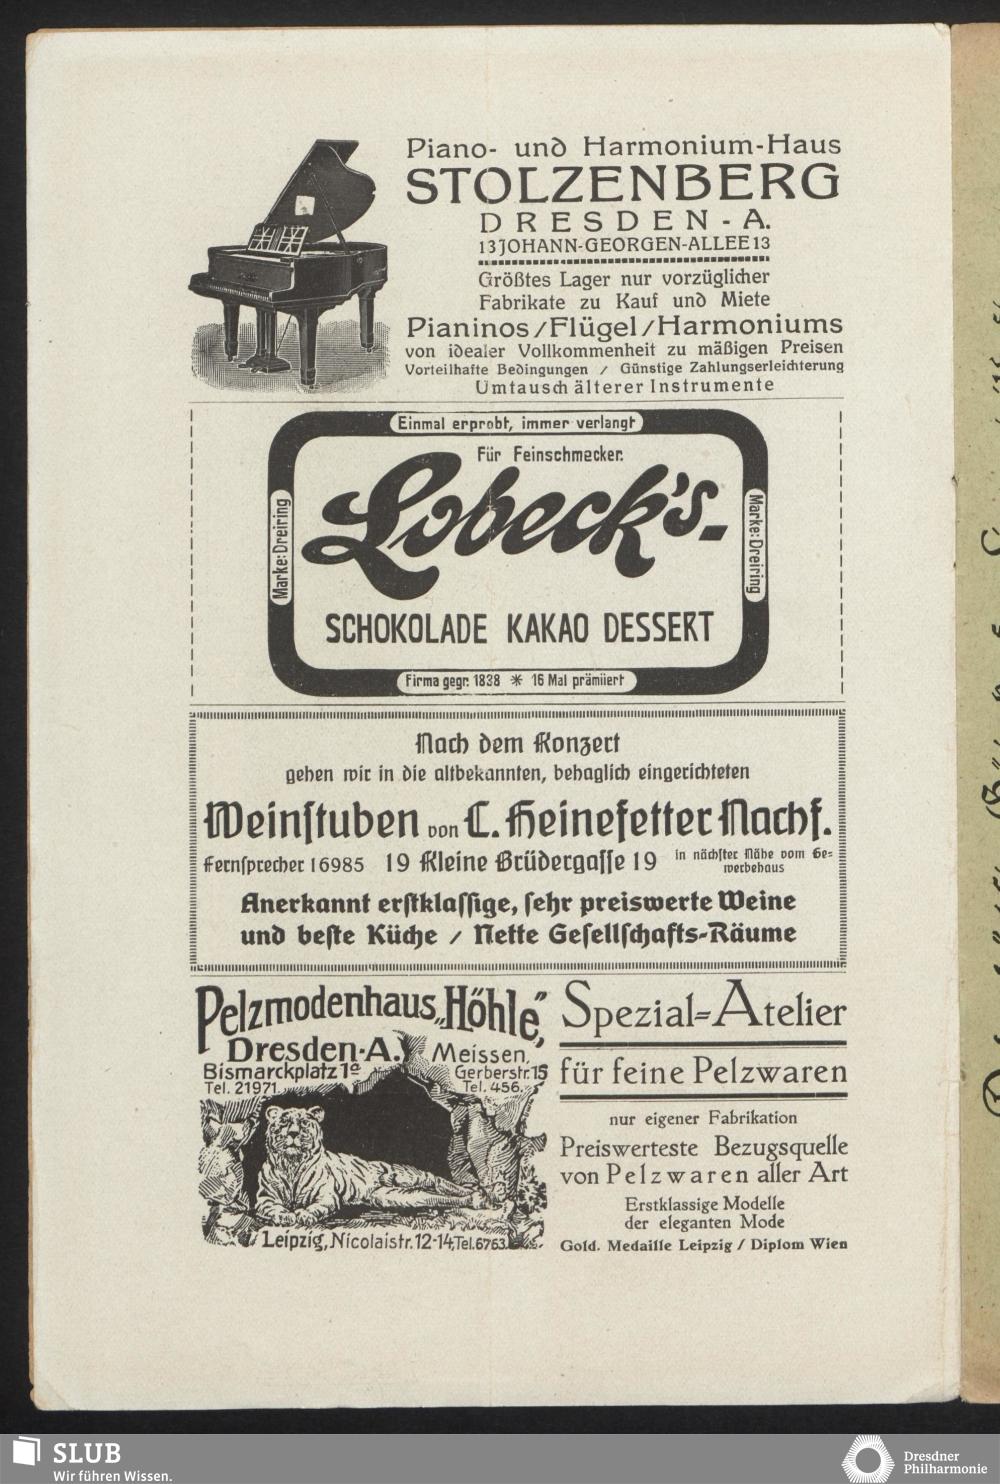 Piano- und Harmonium-Haus
STOLZENBERG
DRESDEN-A.
13 JOHANN-GEORGEN-ALLEE 13
Größtes Lager nur vorzüglicher
Fabrikate zu Kauf und Miete
Pianinos / Flügel / Harmoniums
von idealer Vollkommenheit zu mäßigen Preisen
Vorteilhafte Bedingungen / Günstige Zahlungserleichterung
Umtausch älterer Instrumente
Einmal erprobt, immer verlangt
Für Feinschmecker.
Marke: Dreiring
Lobeck's-
Marke: Dreiring
SCHOKOLADE KAKAO DESSERT
Firma gegr. 1838 * 16 Mal prämiiert
Nach dem Konzert
gehen wir in die altbekannten, behaglich eingerichteten
Weinstuben von C. Heinefetter Nachf.
Fernsprecher 16985 19 Kleine Brüdergasse 19 in nächster Nähe vom Ge-
werbehaus
Anerkannt erstklassige, sehr preiswerte Weine
und beste Küche / Nette Gesellschafts-Räume
Pelzmodenhaus „Höhle",
Dresden-A.
Bismarckplatz 1a
Tel. 21971.
Meissen,
Gerberstr. 15
Tel. 456.
Leipzig, Nicolaistr. 12-14, Tel. 6763.
Spezial-Atelier
für feine Pelzwaren
nur eigener Fabrikation
Preiswerteste Bezugsquelle
von Pelzwaren aller Art
Erstklassige Modelle
der eleganten Mode
Gold. Medaille Leipzig / Diplom Wien
SLUB
Wir führen Wissen.
Dresdner
Philharmonie